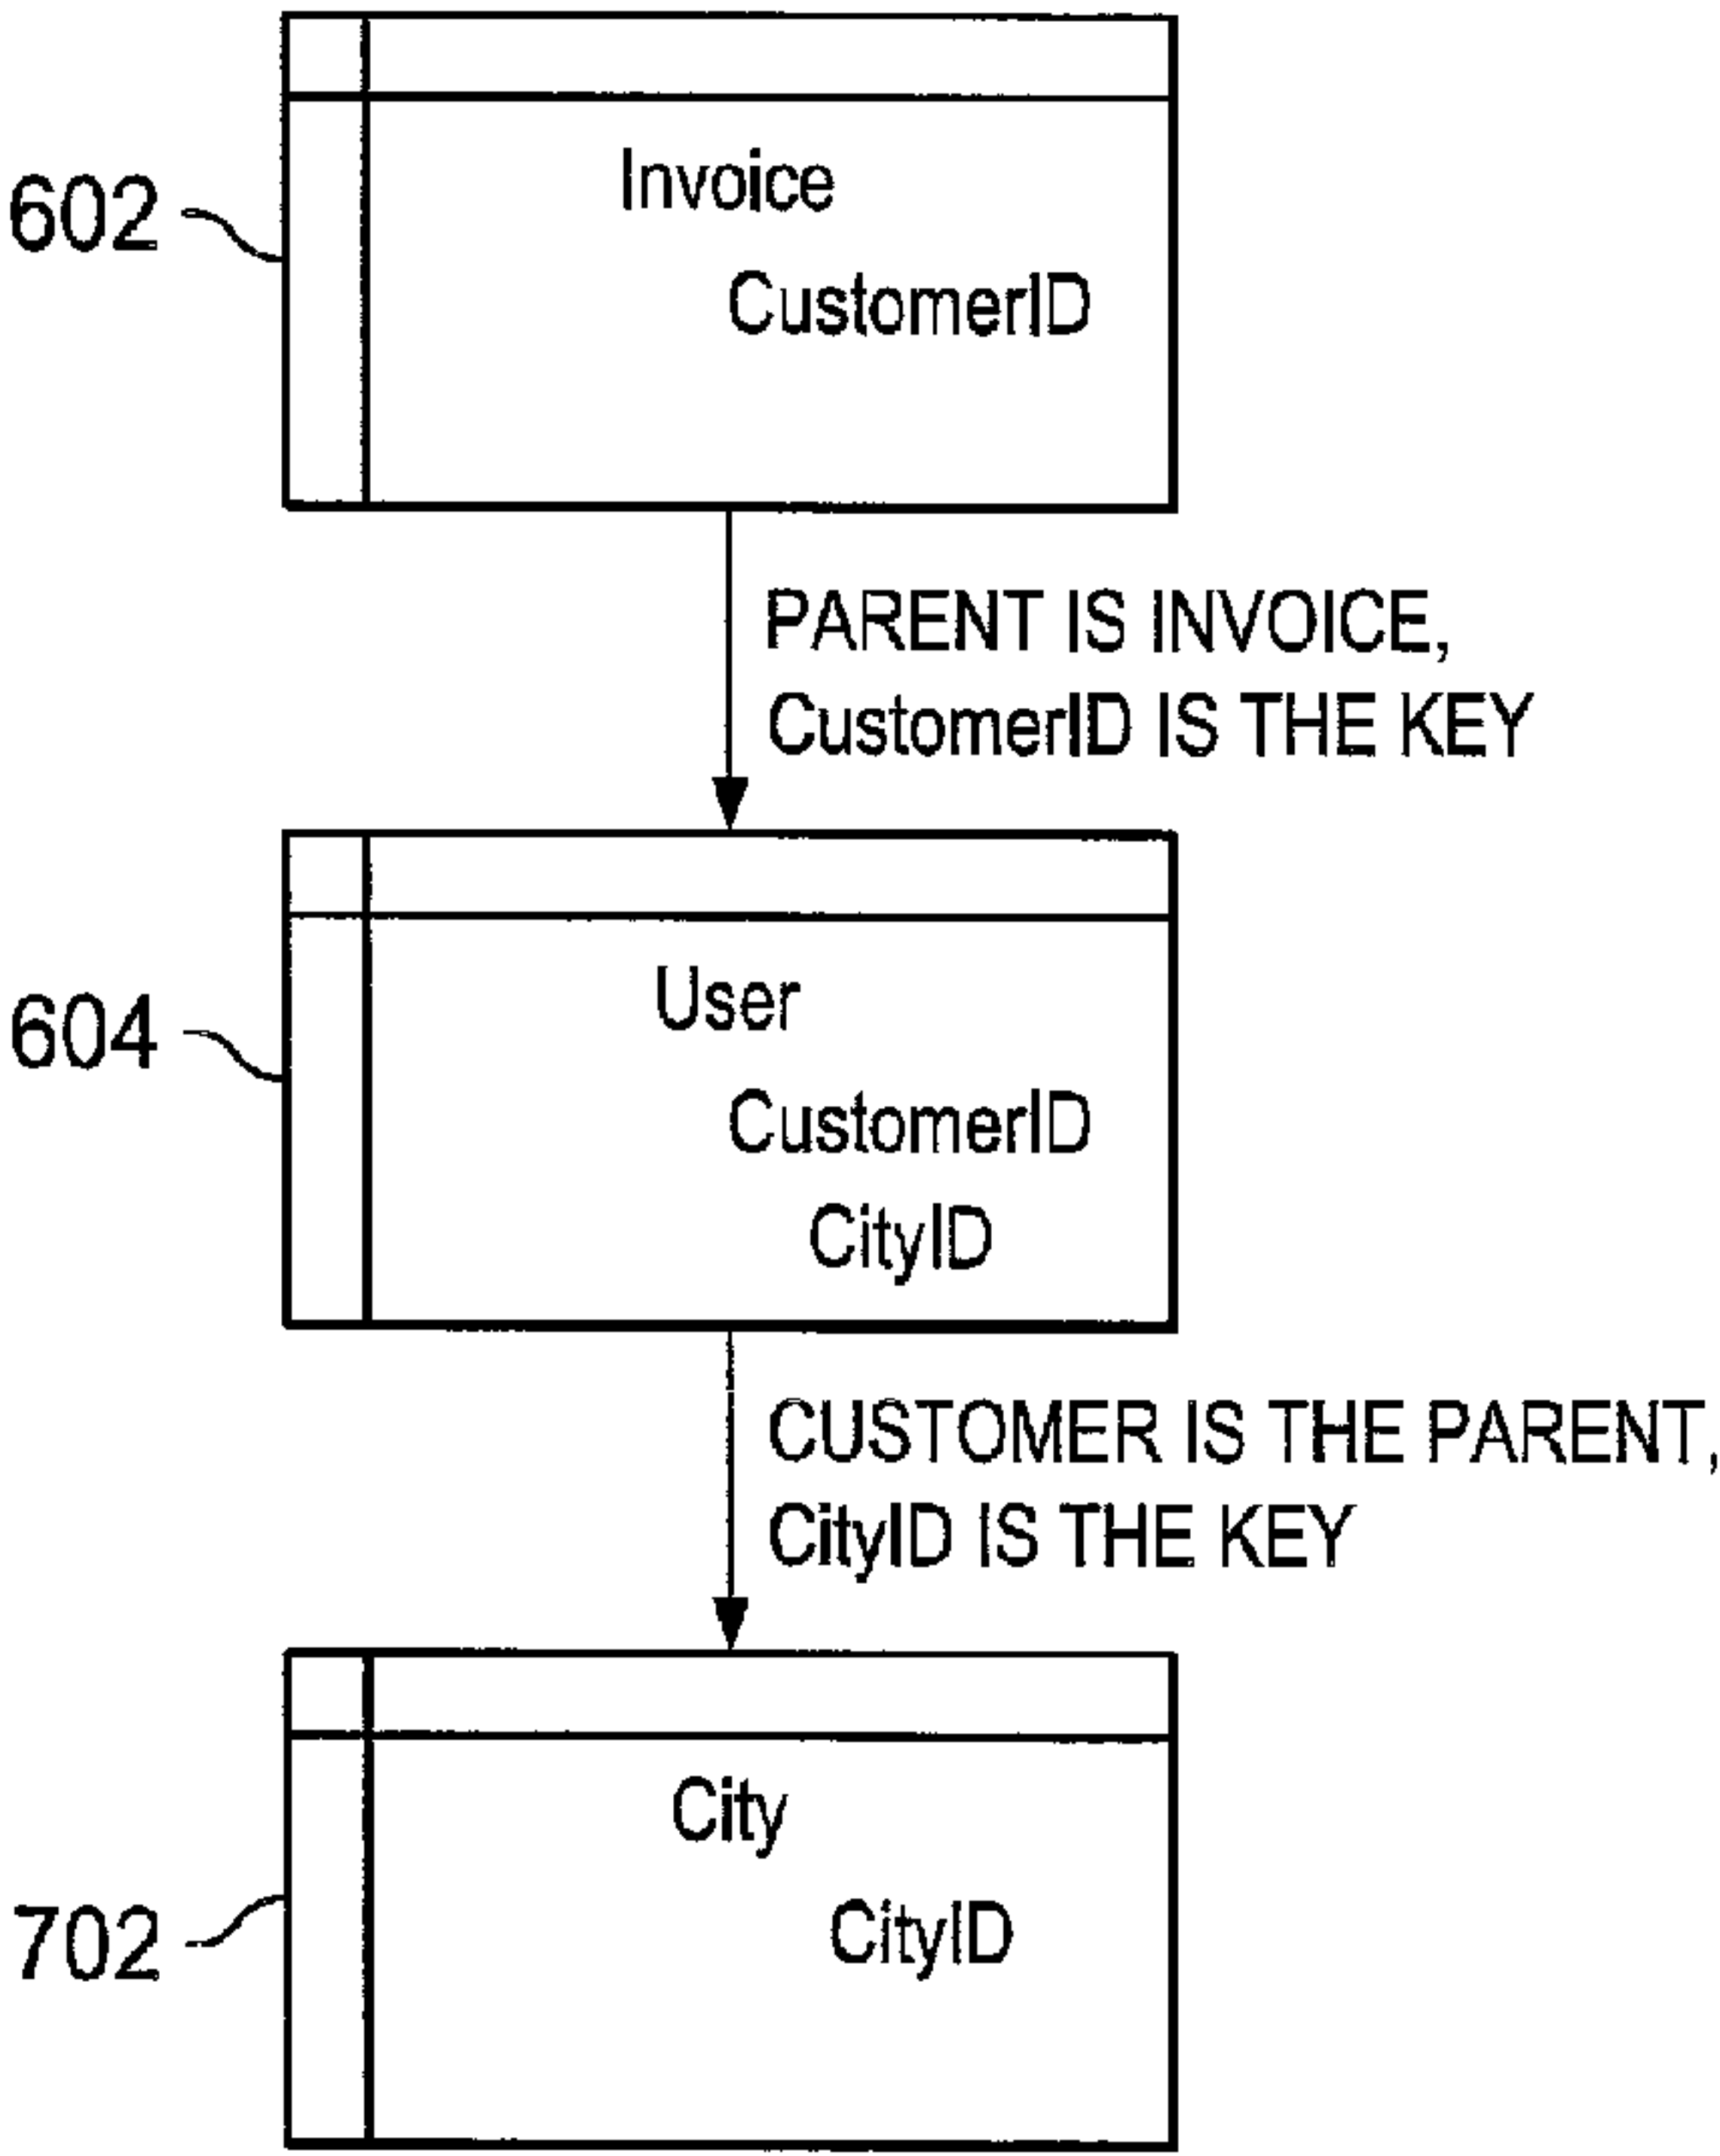 602
Invoice
CustomerID
PARENT IS INVOICE,
CustomerID IS THE KEY
604
User
CustomerID
CityID
CUSTOMER IS THE PARENT,
CityID IS THE KEY
702
City
CityID